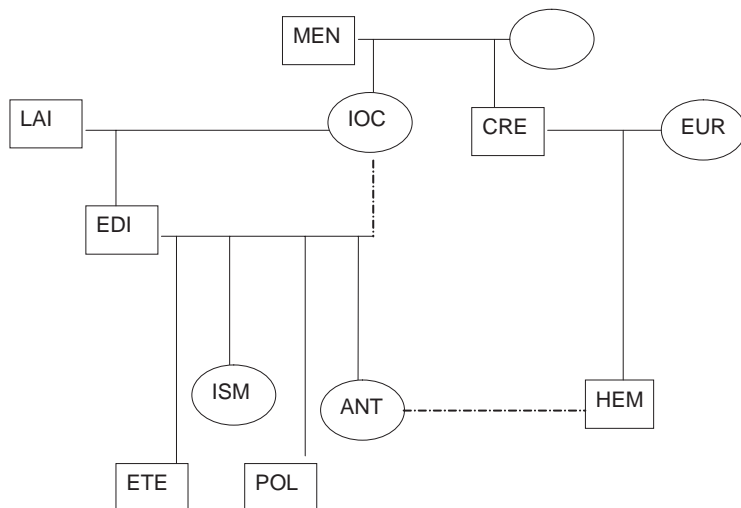 MEN
LAI
IOC
CRE
EUR
EDI
ISM
ANT
HEM
ETE
POL